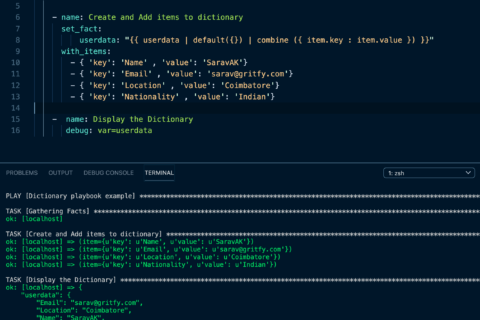 5
6 - name: Create and Add items to dictionary
7 set_fact:
8 userdata: "{{ userdata | default({}) | combine ({ item.key : item.value }) }}"
9 with_items:
10 - { 'key': 'Name' , 'value': 'SaravAK'}
11 - { 'key': 'Email' , 'value': 'sarav@gritfy.com'}
12 - { 'key': 'Location' , 'value': 'Coimbatore'}
13 - { 'key': 'Nationality' , 'value': 'Indian'}
14
15 - name: Display the Dictionary
16 debug: var=userdata
PROBLEMS OUTPUT DEBUG CONSOLE TERMINAL 1: zsh
PLAY [Dictionary playbook example]
TASK [Gathering Facts]
ok: [localhost]
TASK [Create and Add items to dictionary]
ok: [localhost] => (item={u'key': u'Name', u'value': u'SaravAK'})
ok: [localhost] => (item={u'key': u'Email', u'value': u'sarav@gritfy.com'})
ok: [localhost] => (item={u'key': u'Location', u'value': u'Coimbatore'})
ok: [localhost] => (item={u'key': u'Nationality', u'value': u'Indian'})
TASK [Display the Dictionary]
ok: [localhost] => {
"userdata": {
"Email": "sarav@gritfy.com",
"Location": "Coimbatore",
"Name": "SaravAK",